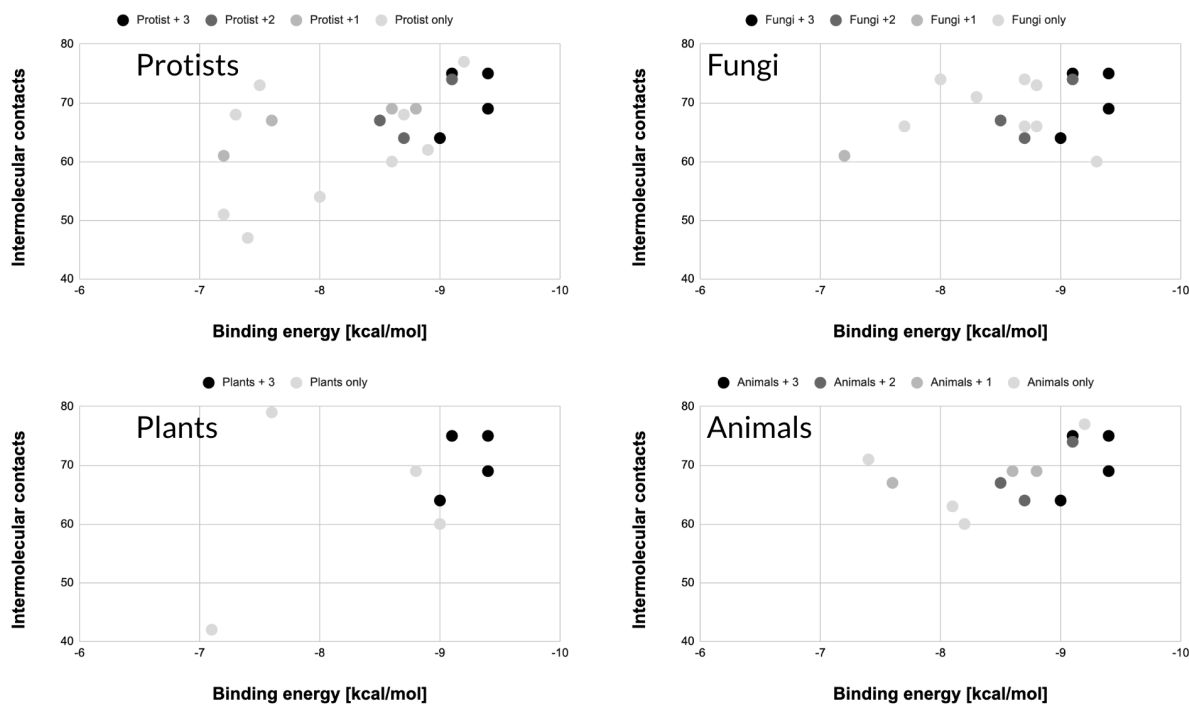 Protist + 3 Protist +2 Protist +1 Protist only
Protists
Intermolecular contacts
80
70
60
50
40
-6 -7 -8 -9 -10
Binding energy [kcal/mol]
Fungi + 3 Fungi +2 Fungi +1 Fungi only
Fungi
Intermolecular contacts
80
70
60
50
40
-6 -7 -8 -9 -10
Binding energy [kcal/mol]
Plants + 3 Plants only
Plants
Intermolecular contacts
80
70
60
50
40
-6 -7 -8 -9 -10
Binding energy [kcal/mol]
Animals + 3 Animals + 2 Animals + 1 Animals only
Animals
Intermolecular contacts
80
70
60
50
40
-6 -7 -8 -9 -10
Binding energy [kcal/mol]